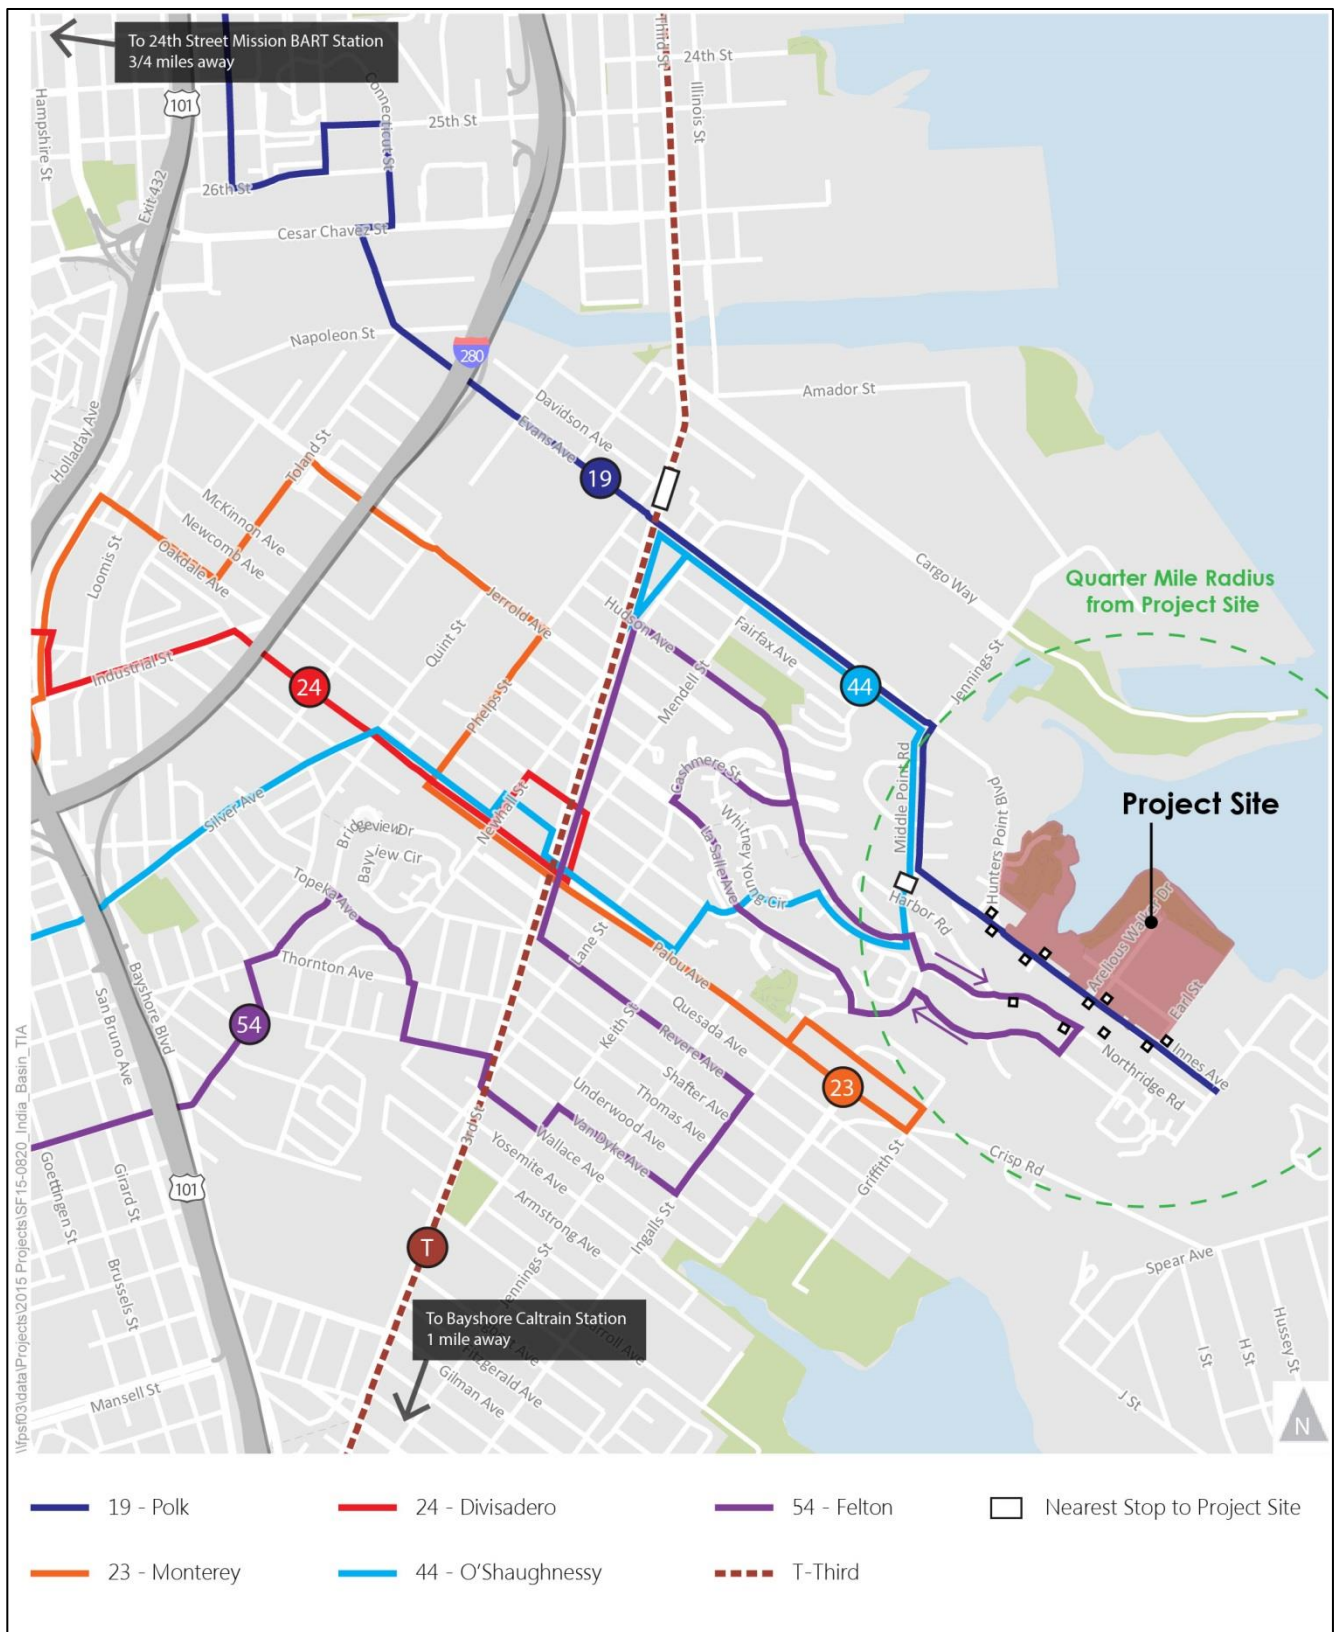 To 24th Street Mission BART Station
3/4 miles away
Third St
24th St
Illinois St
Hampshire St
101
Connecticut St
25th St
26th St
Exit 432
Cesar Chavez St
Napoleon St
280
Amador St
Holladay Ave
Davidson Ave
Evans Ave
Toland St
19
McKinnon Ave
Newcomb Ave
Oakdale Ave
Loomis St
Cargo Way
Quarter Mile Radius
from Project Site
Jerrold Ave
Hudson Ave
Quint St
Fairfax Ave
Industrial St
Mendell St
Jennings St
24
44
Phelps St
Middle Point Rd
Cashmere St
Hunters Point Blvd
Project Site
Silver Ave
Bridgeview Dr
Newhall St
Whitney Young Cir
La Salle Ave
Bayv
iew Cir
Topeka Ave
Harbor Rd
Arelious Walker Dr
Lane St
Palou Ave
Thornton Ave
Earl St
Bayshore Blvd
San Bruno Ave
54
Quesada Ave
Keith St
Revere Ave
Innes Ave
Northridge Rd
Shafter Ave
23
Thomas Ave
Underwood Ave
3rd St
Van Dyke Ave
Wallace Ave
Yosemite Ave
Griffith St
Crisp Rd
Goettingen St
Girard St
101
Armstrong Ave
Ingalls St
T
Spear Ave
Jennings St
Brussels St
To Bayshore Caltrain Station
1 mile away
Carroll Ave
Fitzgerald Ave
Gilman Ave
Hussey St
H St
I St
J St
Mansell St
N
\\fpsf03\data\Projects\2015 Projects\SF15-0820_India_Basin_TIA
19 - Polk
24 - Divisadero
54 - Felton
Nearest Stop to Project Site
23 - Monterey
44 - O'Shaughnessy
T-Third